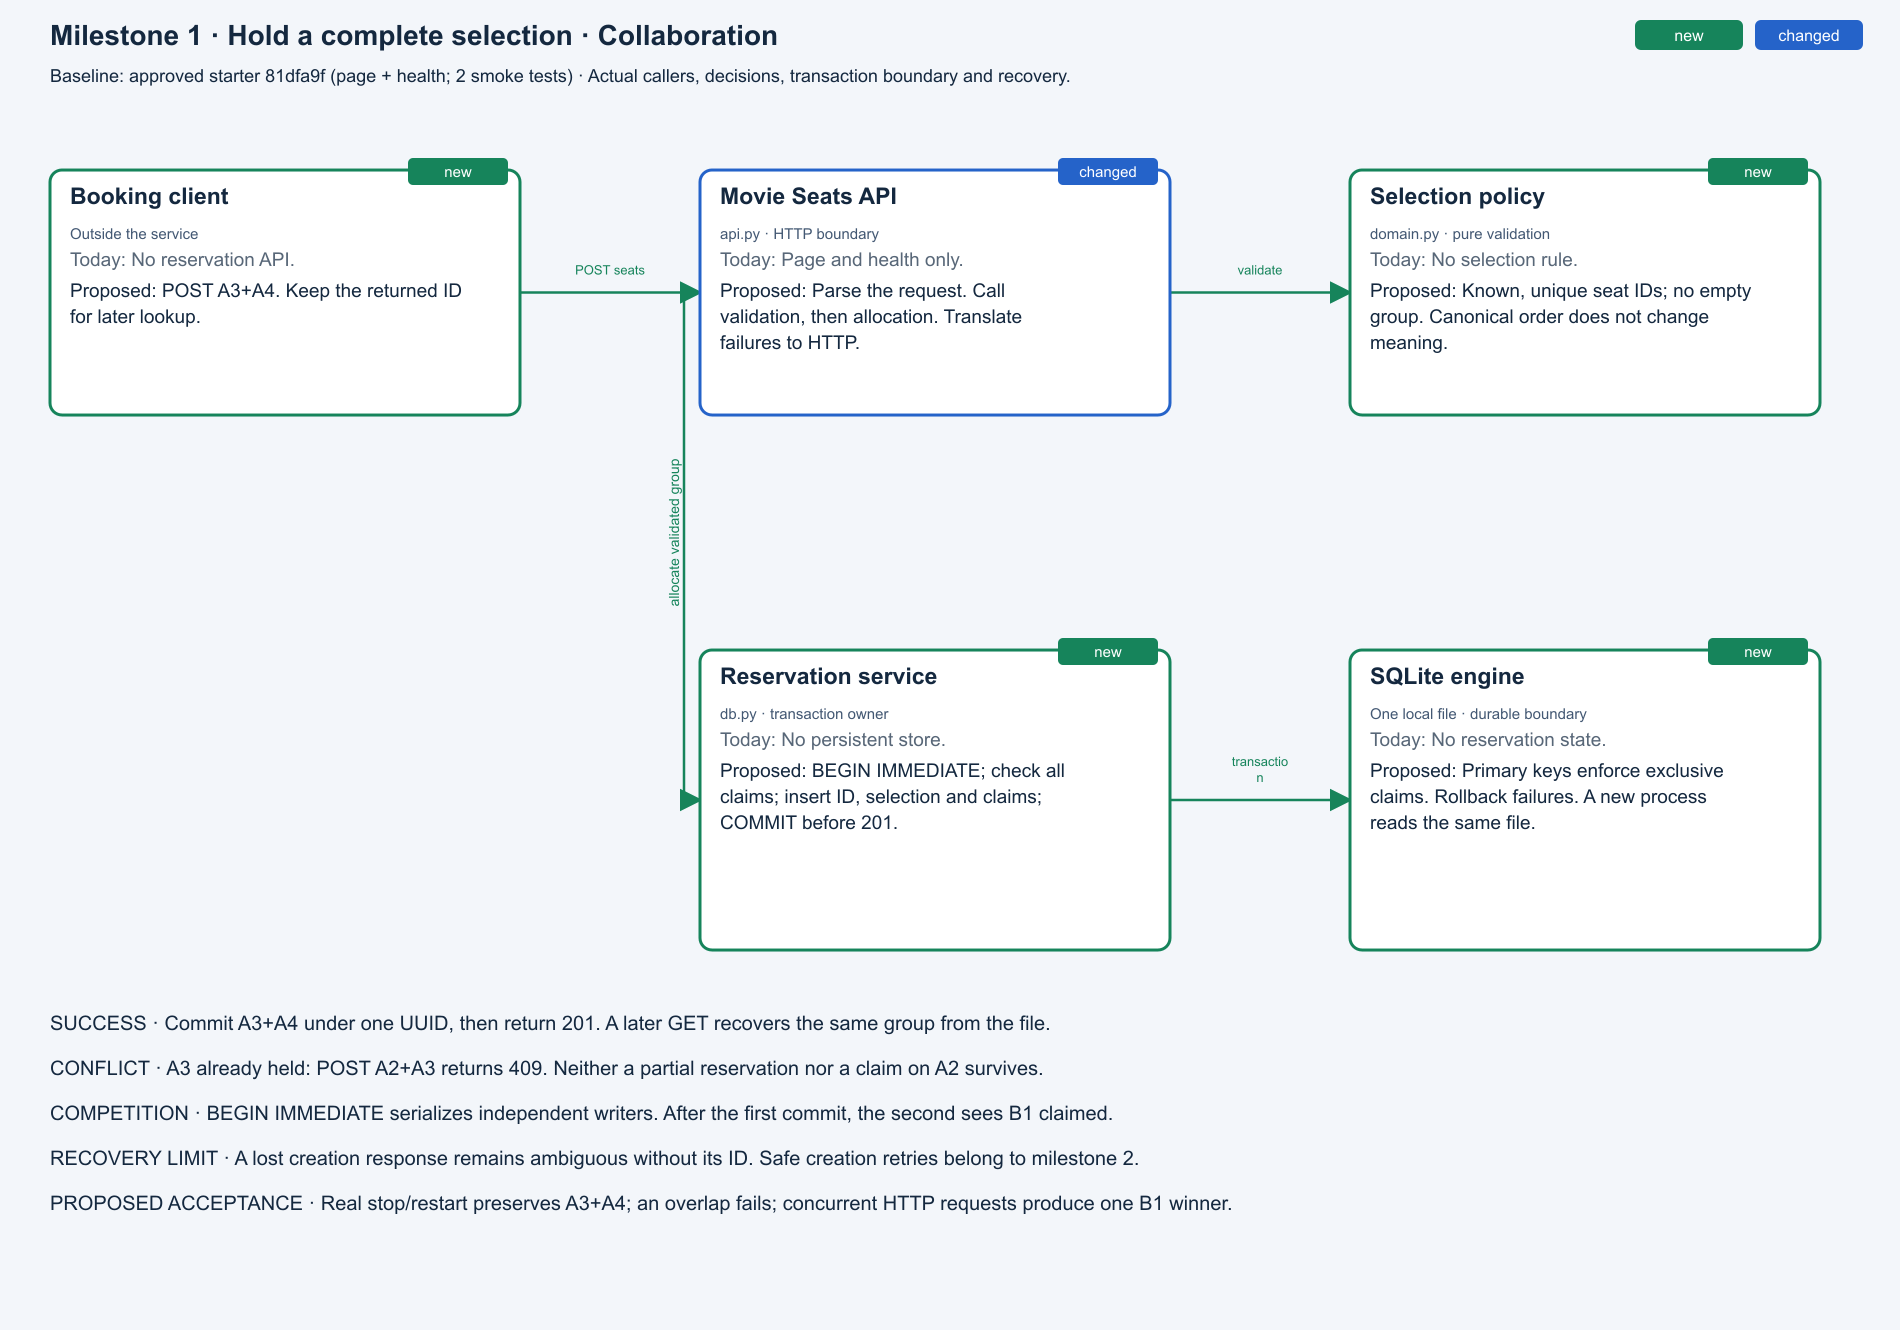 Milestone 1 · Hold a complete selection · Collaboration
new
changed
Baseline: approved starter 81dfa9f (page + health; 2 smoke tests) · Actual callers, decisions, transaction boundary and recovery.
new
Booking client
Outside the service
Today: No reservation API.
Proposed: POST A3+A4. Keep the returned ID
for later lookup.
POST seats
changed
Movie Seats API
api.py · HTTP boundary
Today: Page and health only.
Proposed: Parse the request. Call
validation, then allocation. Translate
failures to HTTP.
validate
new
Selection policy
domain.py · pure validation
Today: No selection rule.
Proposed: Known, unique seat IDs; no empty
group. Canonical order does not change
meaning.
allocate validated group
new
Reservation service
db.py · transaction owner
Today: No persistent store.
Proposed: BEGIN IMMEDIATE; check all
claims; insert ID, selection and claims;
COMMIT before 201.
transactio
n
new
SQLite engine
One local file · durable boundary
Today: No reservation state.
Proposed: Primary keys enforce exclusive
claims. Rollback failures. A new process
reads the same file.
SUCCESS · Commit A3+A4 under one UUID, then return 201. A later GET recovers the same group from the file.
CONFLICT · A3 already held: POST A2+A3 returns 409. Neither a partial reservation nor a claim on A2 survives.
COMPETITION · BEGIN IMMEDIATE serializes independent writers. After the first commit, the second sees B1 claimed.
RECOVERY LIMIT · A lost creation response remains ambiguous without its ID. Safe creation retries belong to milestone 2.
PROPOSED ACCEPTANCE · Real stop/restart preserves A3+A4; an overlap fails; concurrent HTTP requests produce one B1 winner.